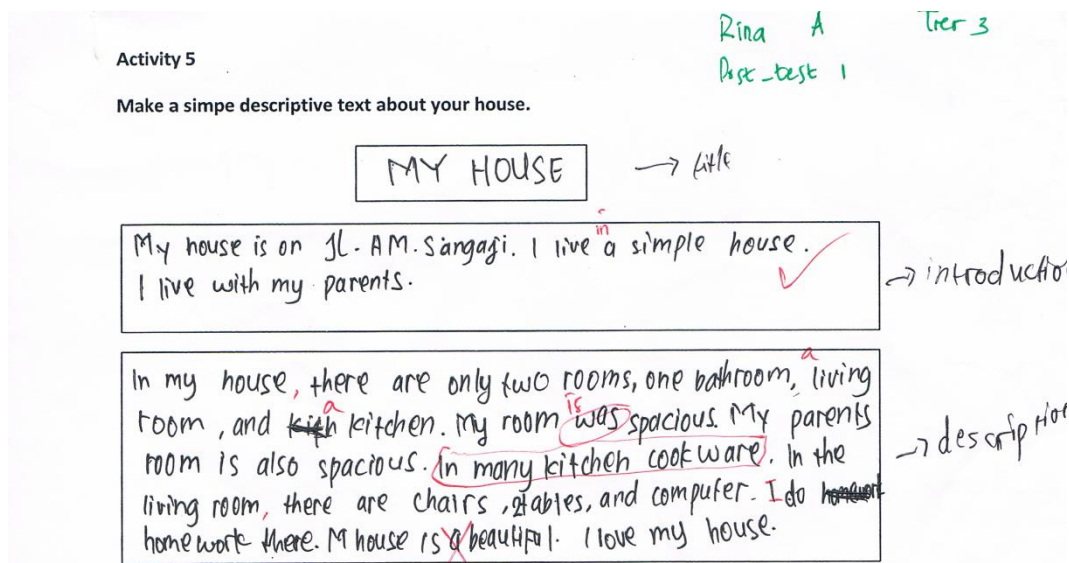 Rina A Tier 3
Post-test 1
Activity 5
Make a simpe descriptive text about your house.
MY HOUSE → title
in
My house is on Jl. AM. Sangaji. I live a simple house.
I live with my parents.
→ introduction
a
In my house, there are only two rooms, one bathroom, living
a is
room, and kitchen. My room was spacious. My parents
room is also spacious. In many kitchen cookware. In the
→ description
living room, there are chairs, tables, and computer. I do
homework there. M house is a beautiful. I love my house.